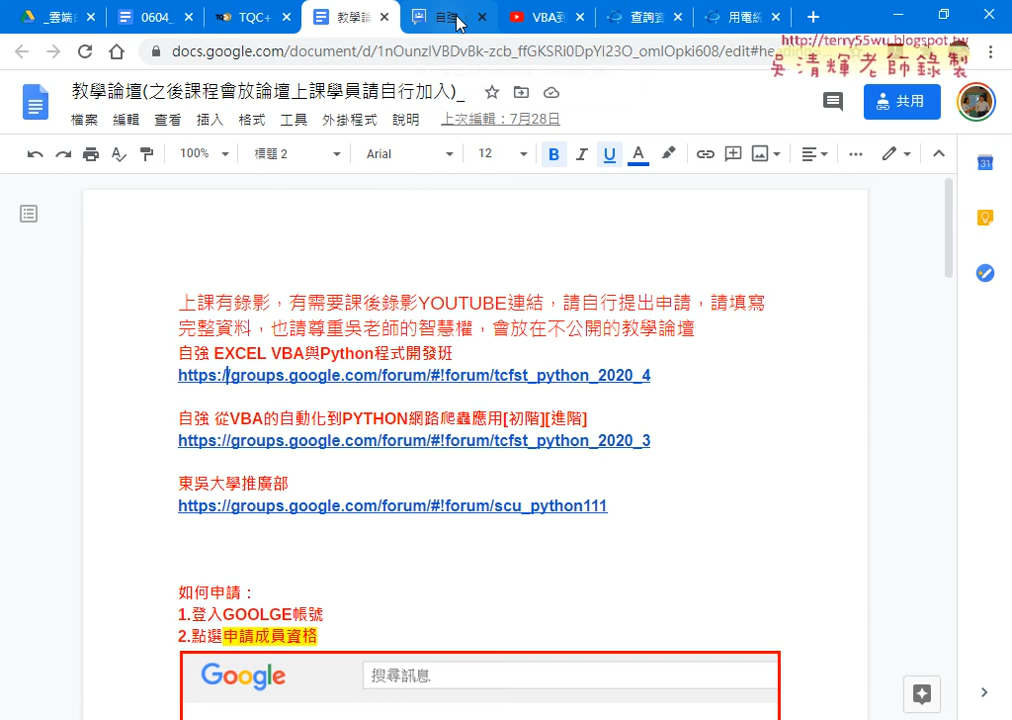 _雲端
0604_
TQC+
教學論
自強
VBA到
查詢資
用電紛
docs.google.com/document/d/1nOunzlVBDvBk-zcb_ffGKSRi0DpYI23O_omIOpki608/edit#he
http://terry55wu.blogspot.tw
吳清輝老師錄製
教學論壇(之後課程會放論壇上課學員請自行加入)_
共用
檔案 編輯 查看 插入 格式 工具 外掛程式 說明 上次編輯：7月28日
100% 標題 2 Arial 12 B I U A
31
上課有錄影，有需要課後錄影YOUTUBE連結，請自行提出申請，請填寫
完整資料，也請尊重吳老師的智慧權，會放在不公開的教學論壇
自強 EXCEL VBA與Python程式開發班
https://groups.google.com/forum/#!forum/tcfst_python_2020_4
自強 從VBA的自動化到PYTHON網路爬蟲應用[初階][進階]
https://groups.google.com/forum/#!forum/tcfst_python_2020_3
東吳大學推廣部
https://groups.google.com/forum/#!forum/scu_python111
如何申請：
1.登入GOOLGE帳號
2.點選申請成員資格
Google 搜尋訊息